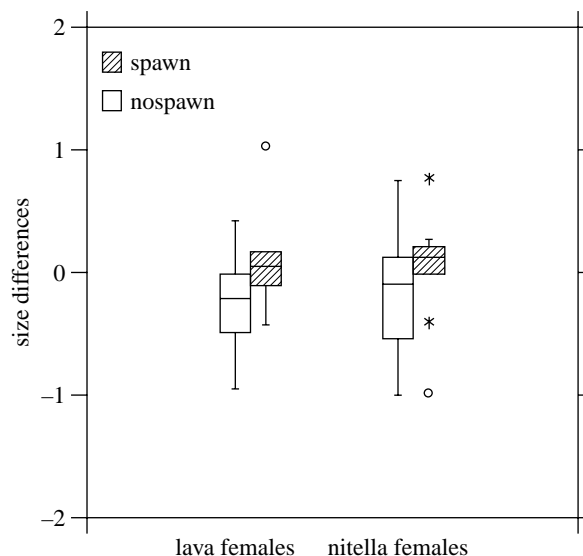 2
spawn
nospawn
1
0
–1
–2
size differences
lava females
nitella females